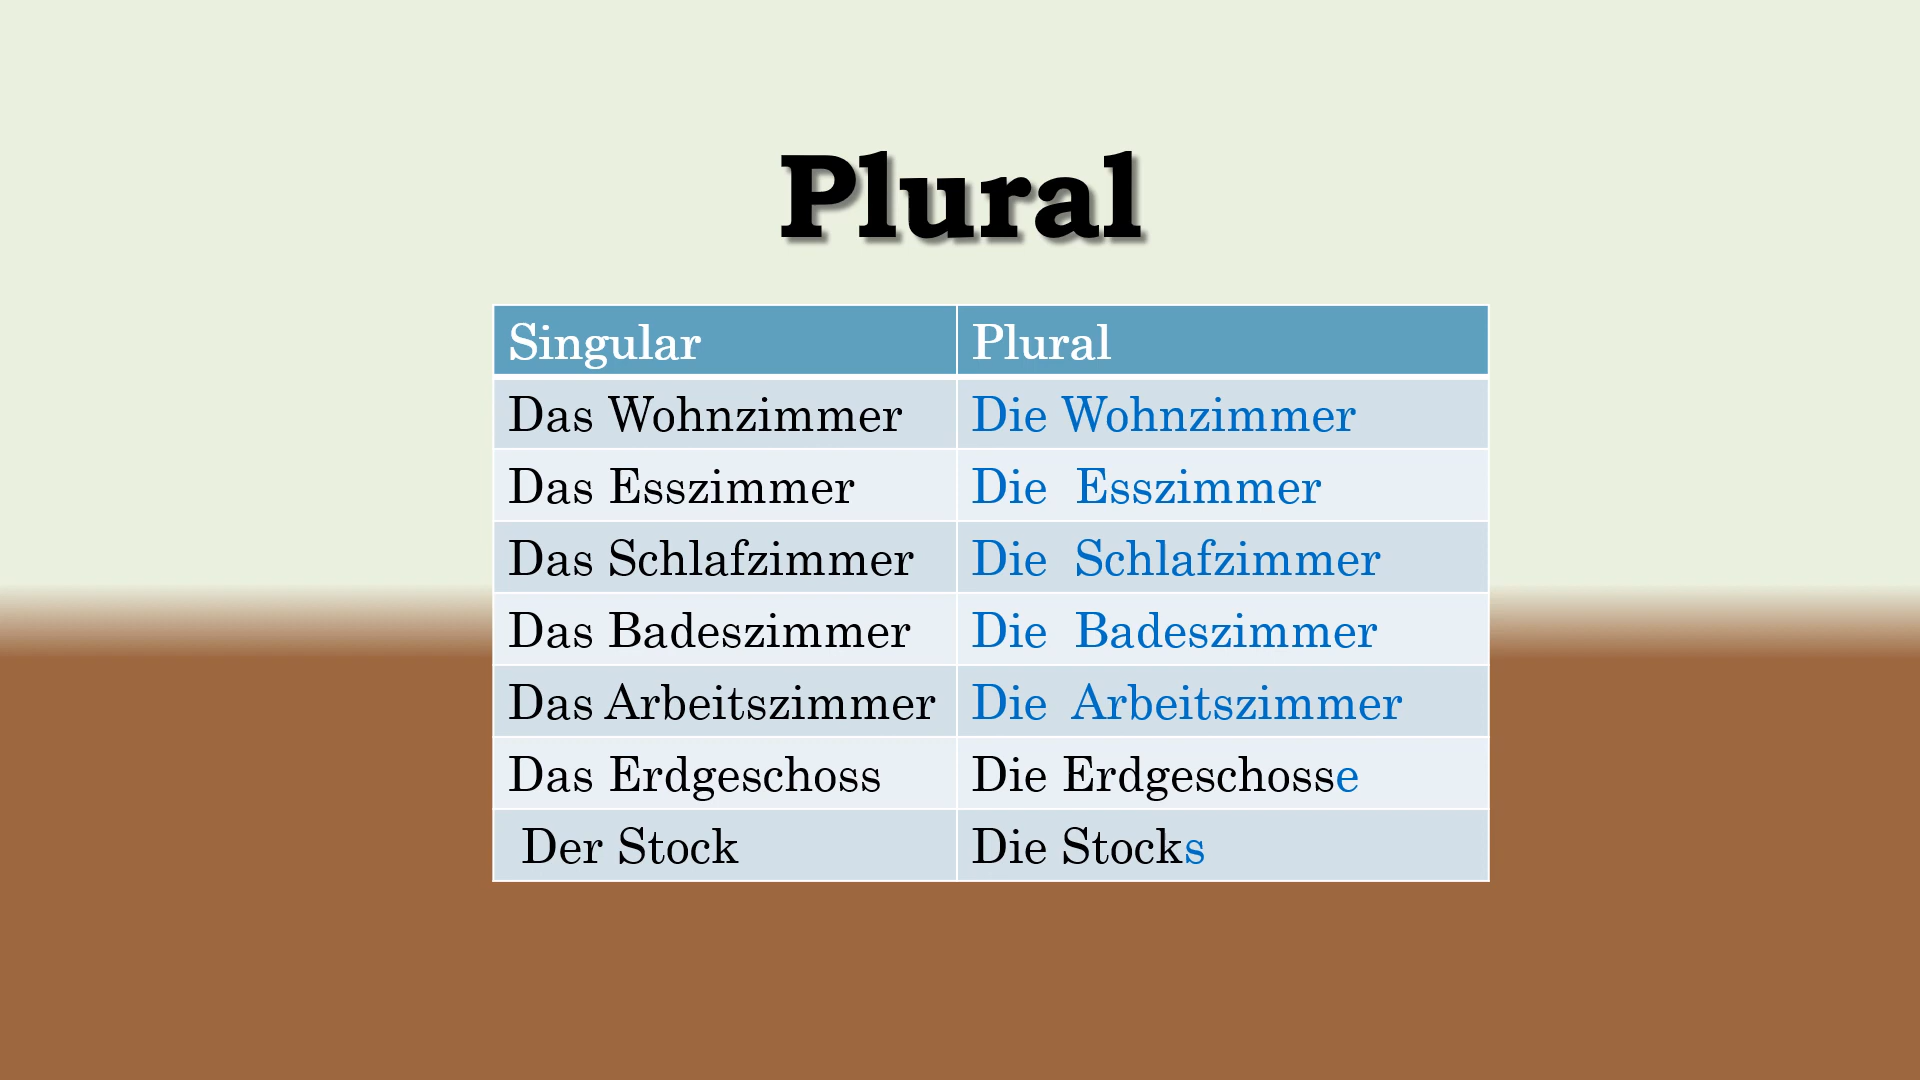 Plural
Singular Plural
Das Wohnzimmer Die Wohnzimmer
Das Esszimmer Die Esszimmer
Das Schlafzimmer Die Schlafzimmer
Das Badeszimmer Die Badeszimmer
Das Arbeitszimmer Die Arbeitszimmer
Das Erdgeschoss Die Erdgeschosse
Der Stock Die Stocks